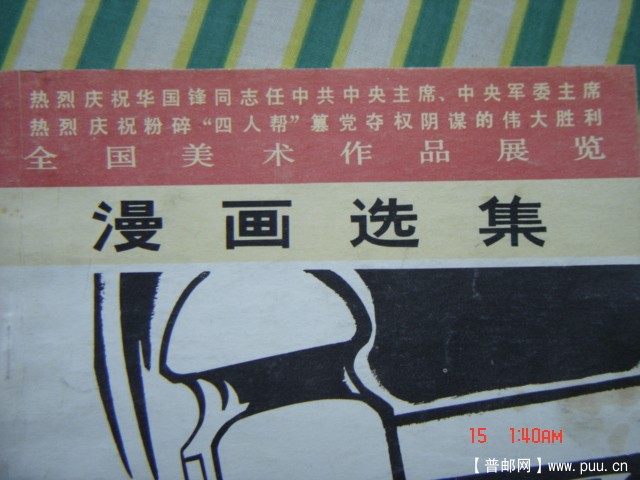 热烈庆祝华国锋同志任中共中央主席、中央军委主席
热烈庆祝粉碎“四人帮”篡党夺权阴谋的伟大胜利
全国美术作品展览
漫画选集
15 1:40AM
【普邮网】www.puu.cn